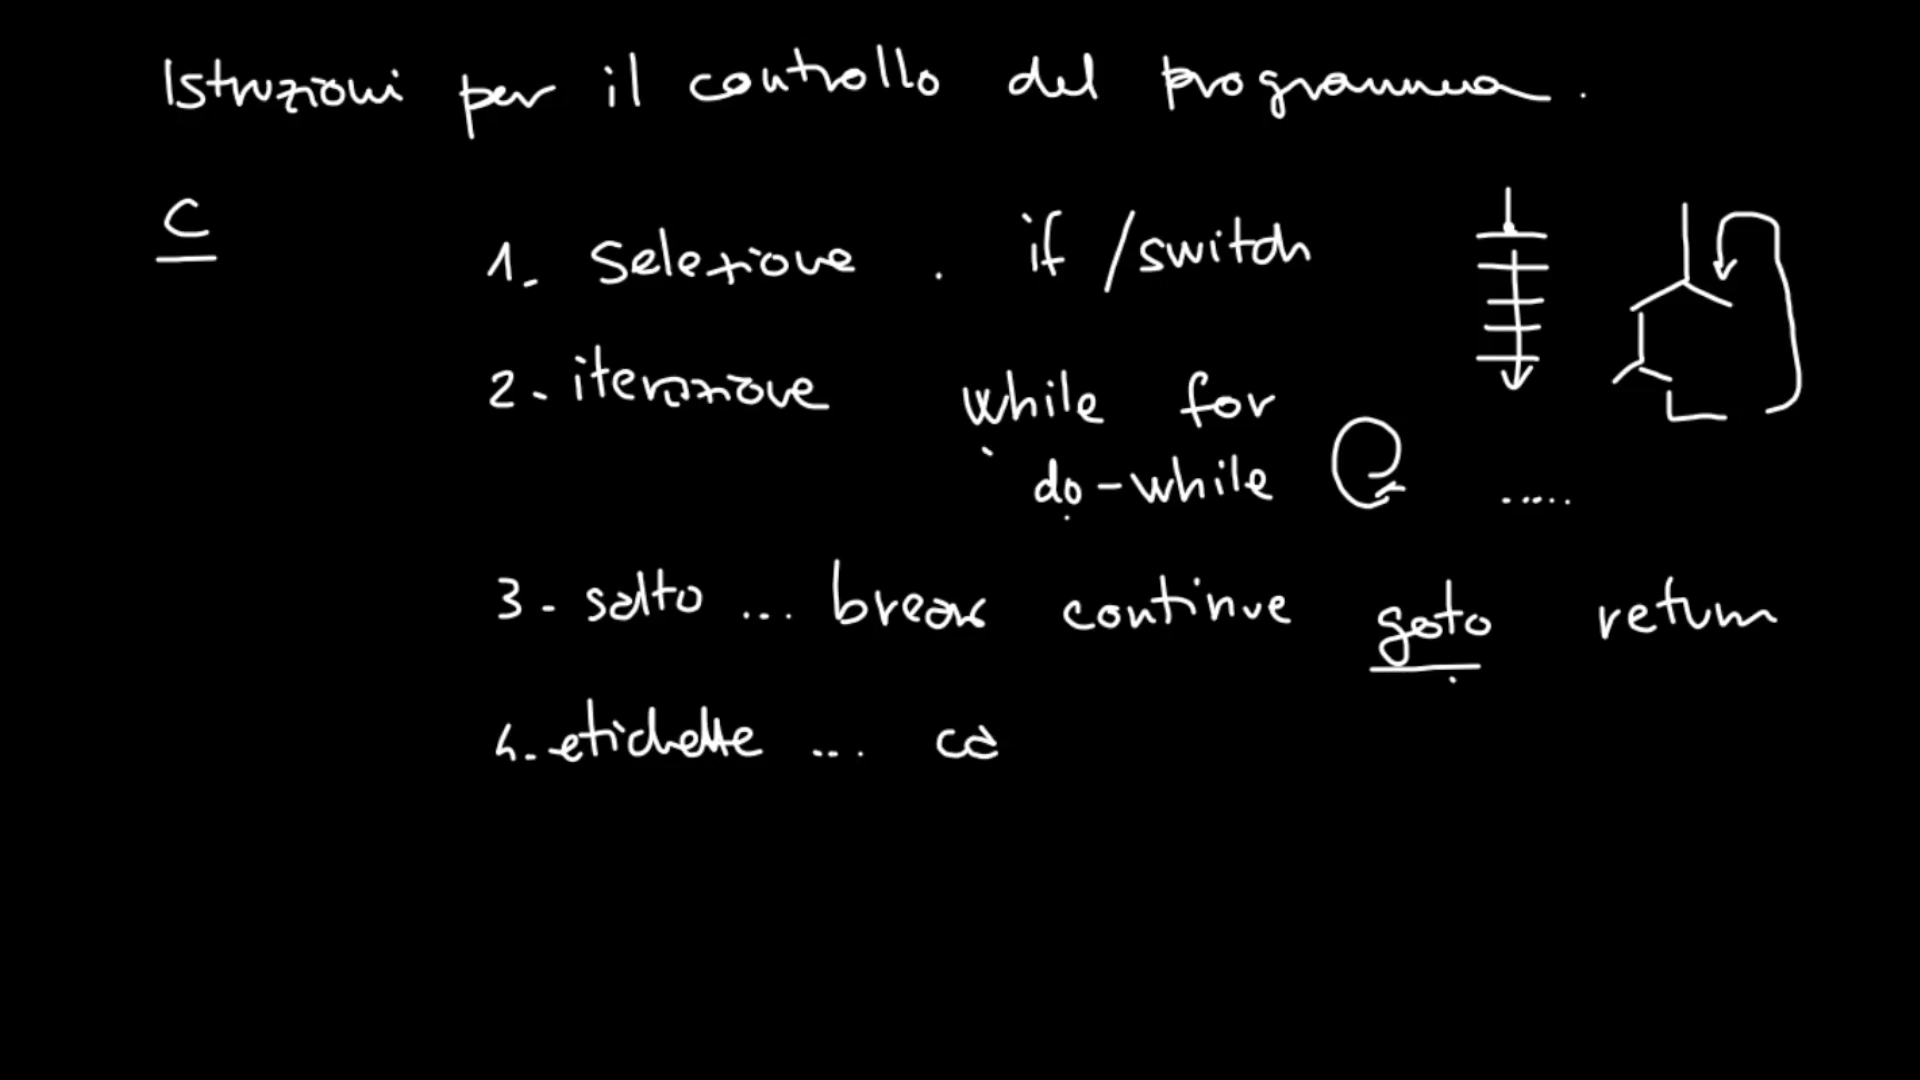 Istruzioni per il controllo del programma.
C
1. Selezione . if /switch
2 - iterazione while for
do-while .....
3 - salto ... break continue goto return
4. etichette ... ca